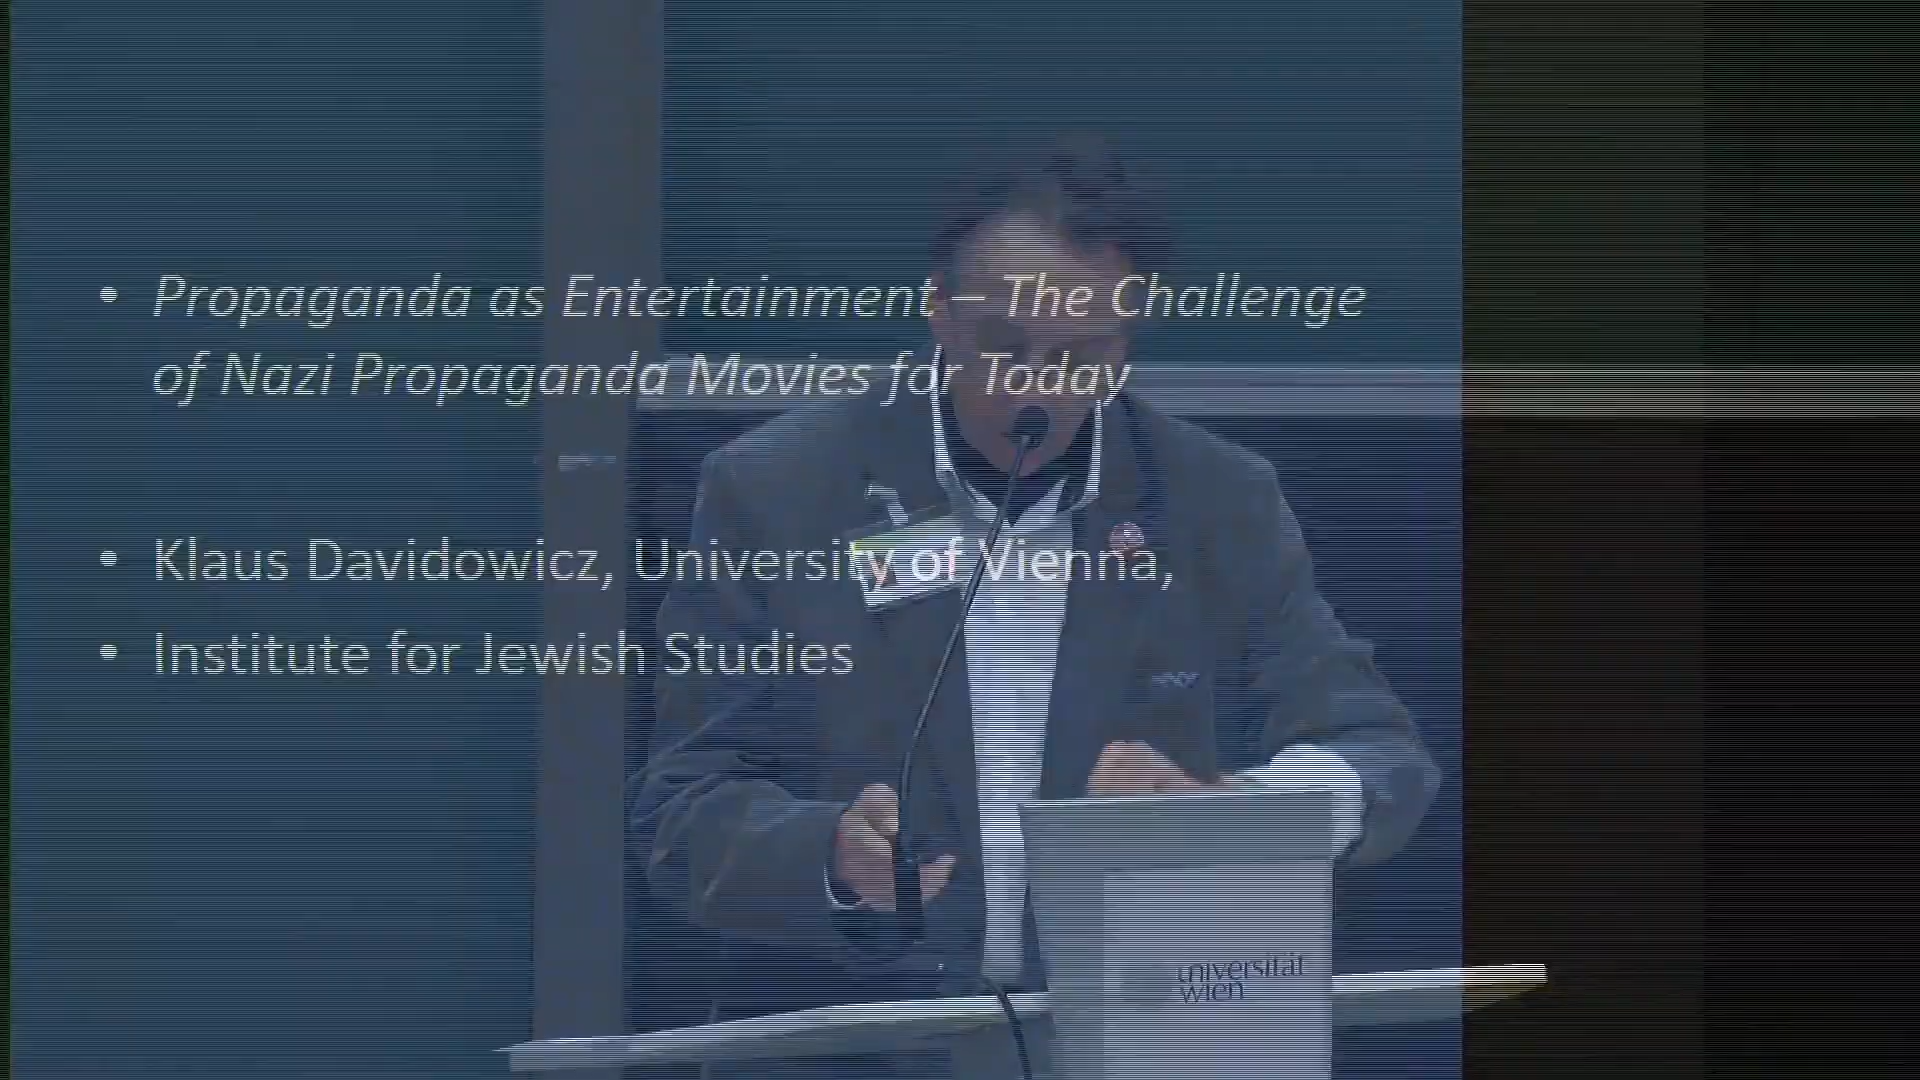 • Propaganda as Entertainment – The Challenge
of Nazi Propaganda Movies for Today
• Klaus Davidowicz, University of Vienna,
• Institute for Jewish Studies
universität
wien